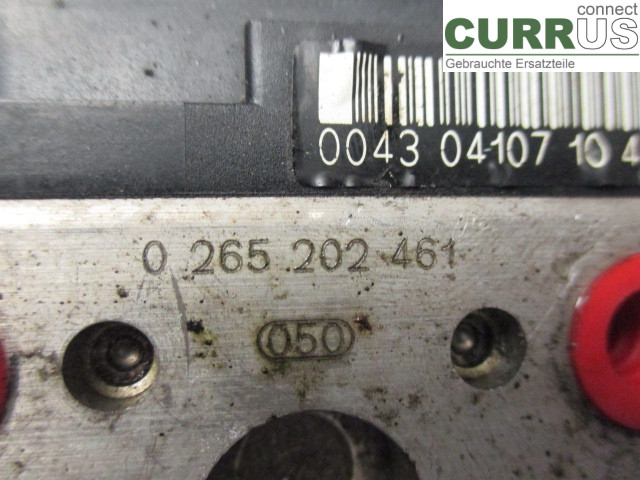 connect
CURRUS
Gebrauchte Ersatzteile
0043 04107 10 4
0 265 202 461
050